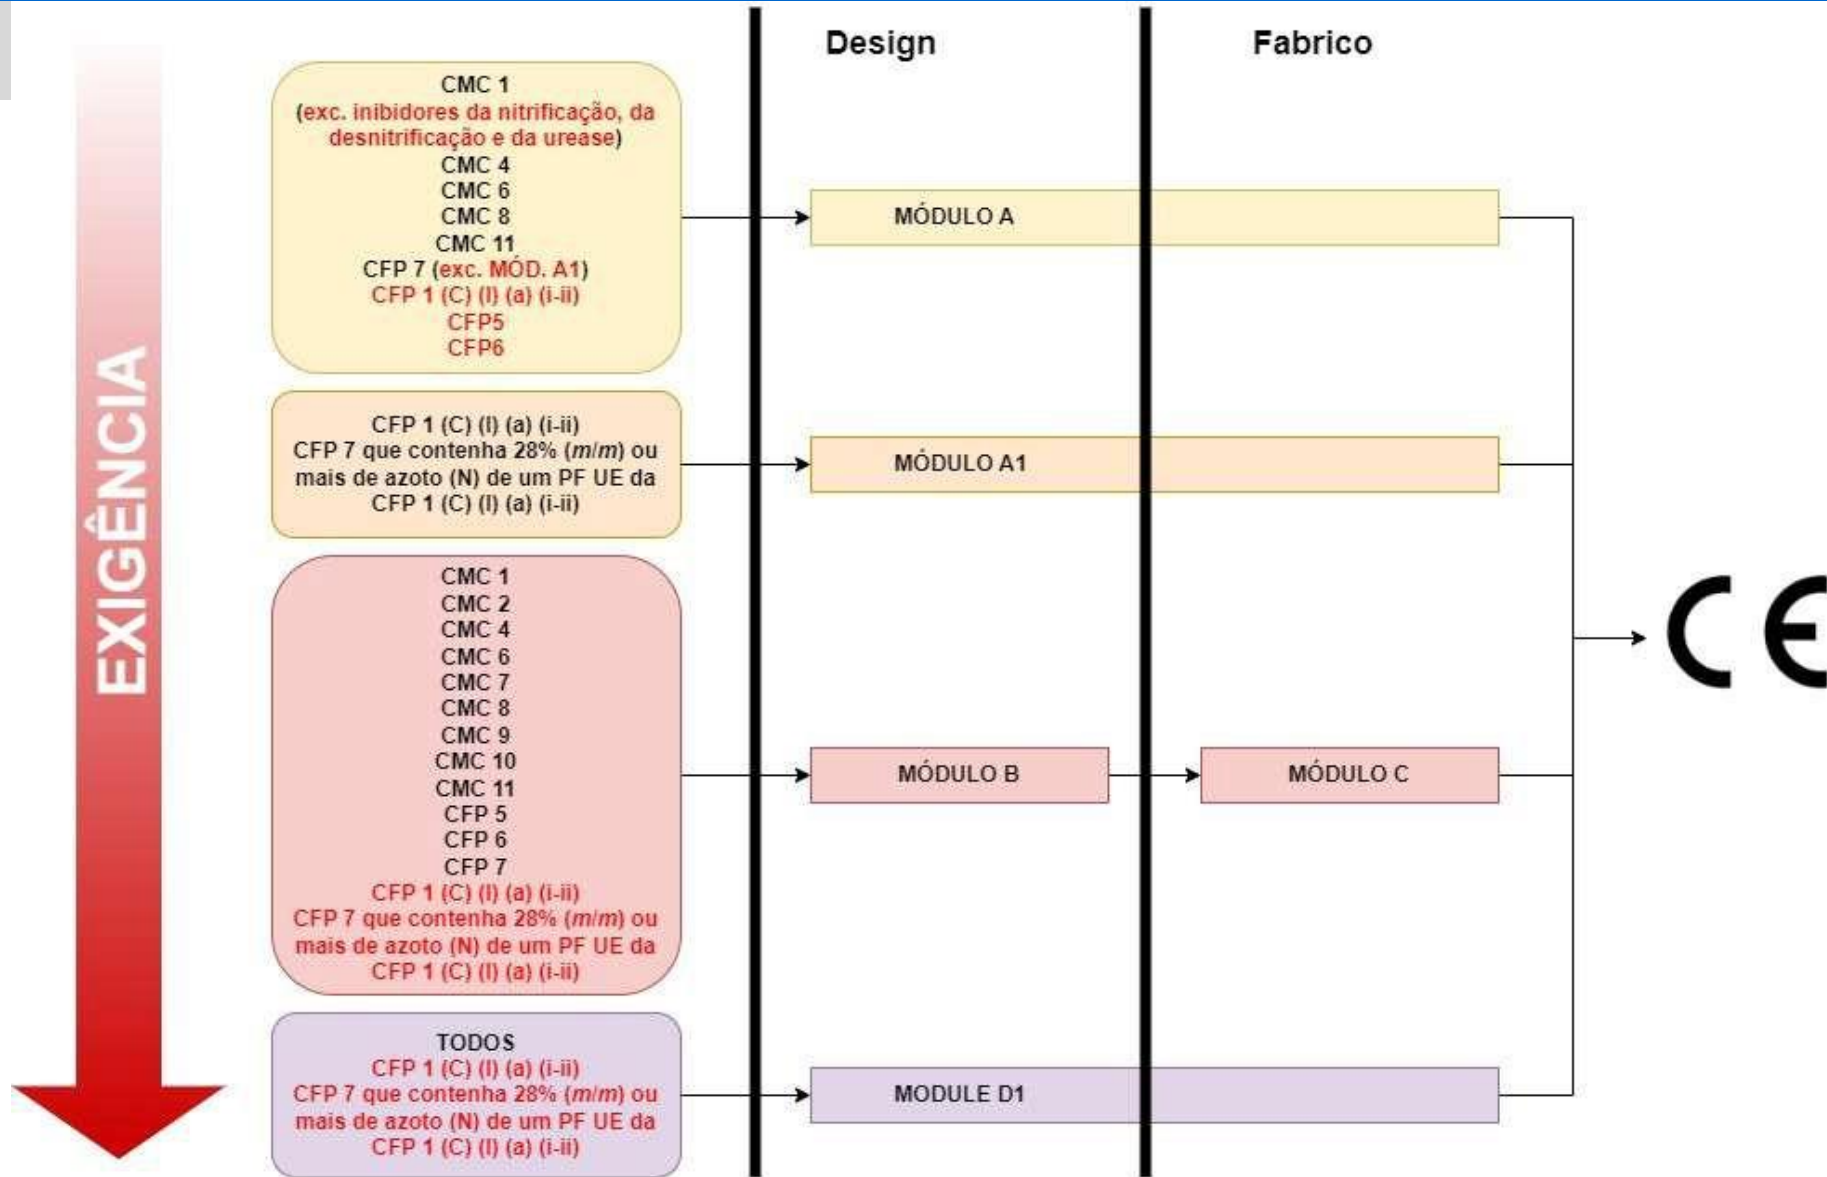 Design
Fabrico
EXIGÊNCIA
CMC 1
(exc. inibidores da nitrificação, da
desnitrificação e da urease)
CMC 4
CMC 6
CMC 8
CMC 11
CFP 7 (exc. MÓD. A1)
CFP 1 (C) (I) (a) (i-ii)
CFP5
CFP6
MÓDULO A
CFP 1 (C) (I) (a) (i-ii)
CFP 7 que contenha 28% (m/m) ou
mais de azoto (N) de um PF UE da
CFP 1 (C) (I) (a) (i-ii)
MÓDULO A1
CMC 1
CMC 2
CMC 4
CMC 6
CMC 7
CMC 8
CMC 9
CMC 10
CMC 11
CFP 5
CFP 6
CFP 7
CFP 1 (C) (I) (a) (i-ii)
CFP 7 que contenha 28% (m/m) ou
mais de azoto (N) de um PF UE da
CFP 1 (C) (I) (a) (i-ii)
MÓDULO B
MÓDULO C
CE
TODOS
CFP 1 (C) (I) (a) (i-ii)
CFP 7 que contenha 28% (m/m) ou
mais de azoto (N) de um PF UE da
CFP 1 (C) (I) (a) (i-ii)
MODULE D1